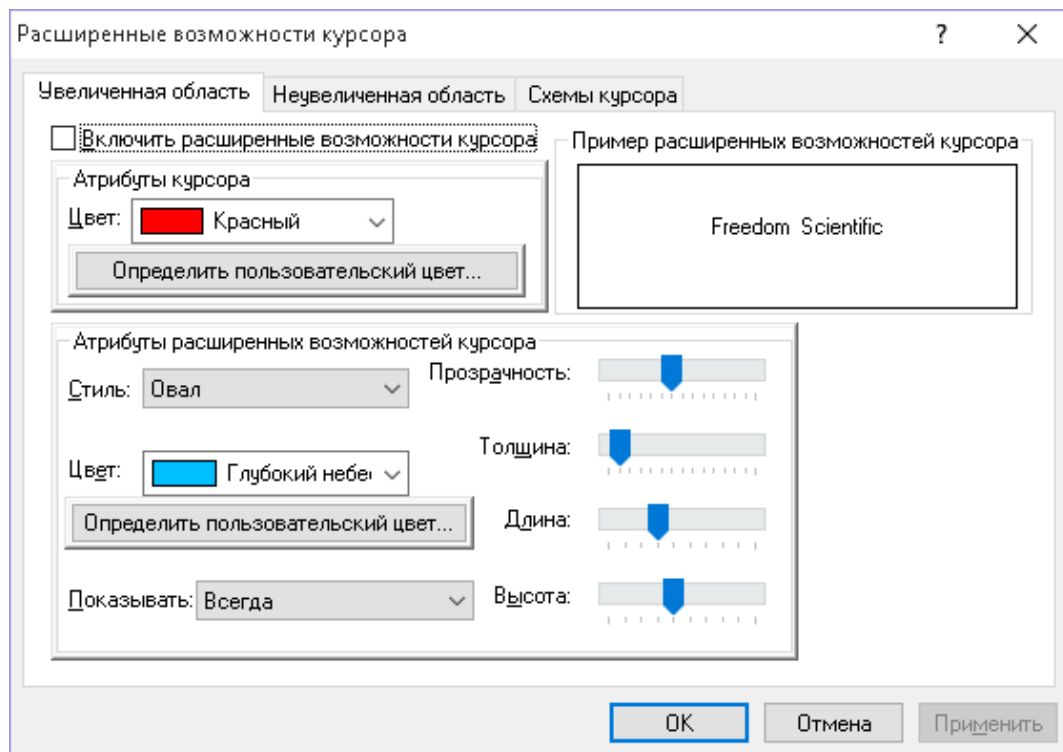 Расширенные возможности курсора
?
Увеличенная область
Неувеличенная область
Схемы курсора
Включить расширенные возможности курсора
Атрибуты курсора
Цвет:
Красный
Определить пользовательский цвет...
Пример расширенных возможностей курсора
Freedom Scientific
Атрибуты расширенных возможностей курсора
Стиль:
Овал
Цвет:
Глубокий небе
Определить пользовательский цвет...
Показывать:
Всегда
Прозрачность:
Толщина:
Длина:
Высота:
OK
Отмена
Применить